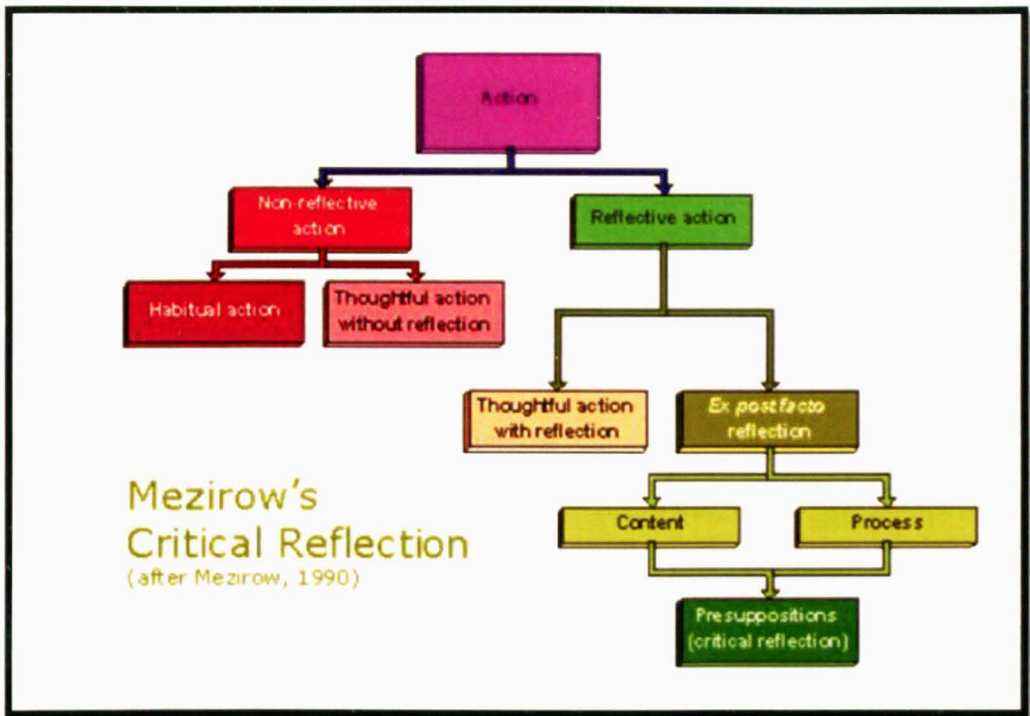 Action
Non-reflective
action
Reflective action
Habitual action
Thoughtful action
without reflection
Thoughtful action
with reflection
Ex post facto
reflection
Content
Process
Presuppositions
(critical reflection)
Mezirow's
Critical Reflection
(after Mezirow, 1990)